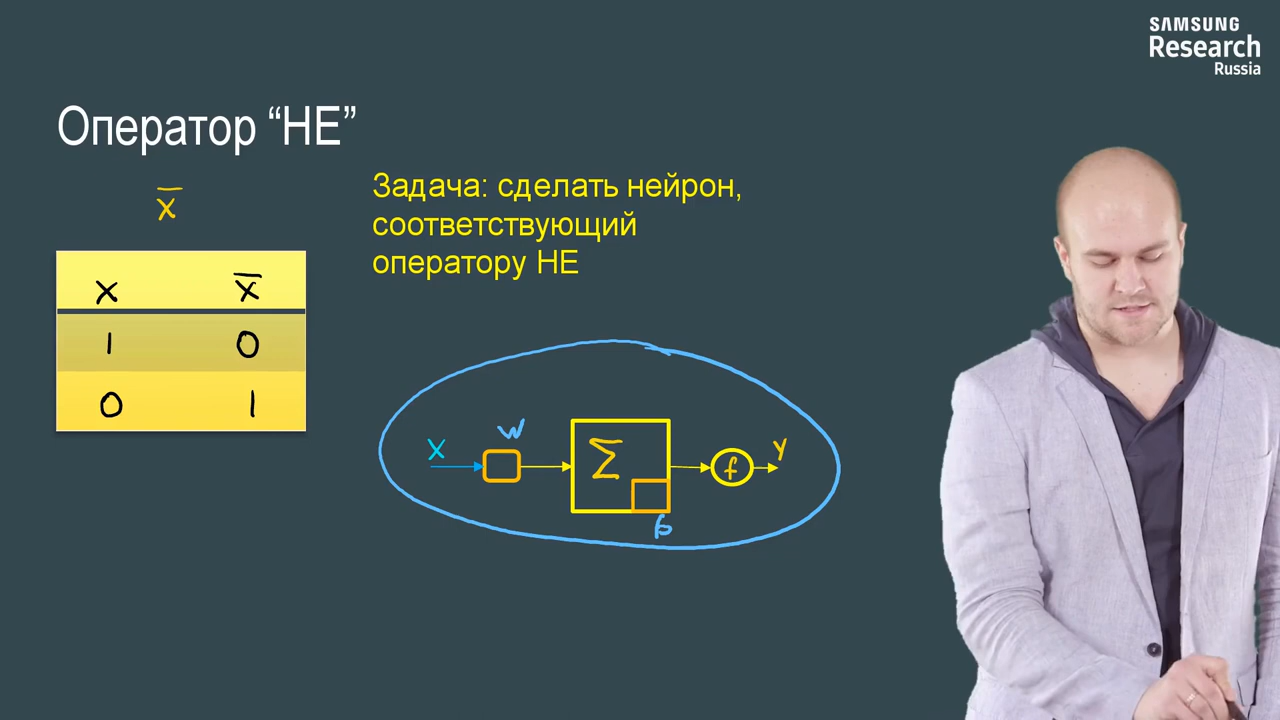 SAMSUNG
Research
Russia
Оператор “НЕ”
x̅
Задача: сделать нейрон,
соответствующий
оператору НЕ
x x̅
1 0
0 1
X
w
Σ
b
f
y